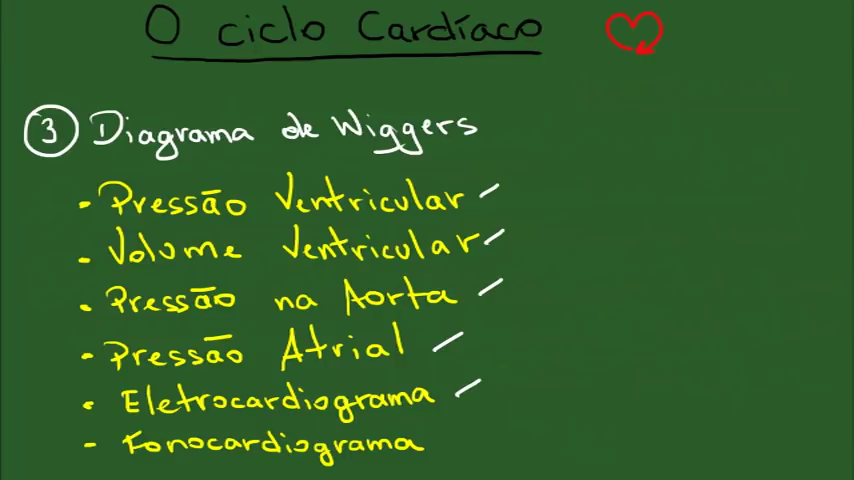 O ciclo Cardíaco
3 Diagrama de Wiggers
- Pressão Ventricular
- Volume Ventricular
- Pressão na Aorta
- Pressão Atrial
- Eletrocardiograma
- Fonocardiograma